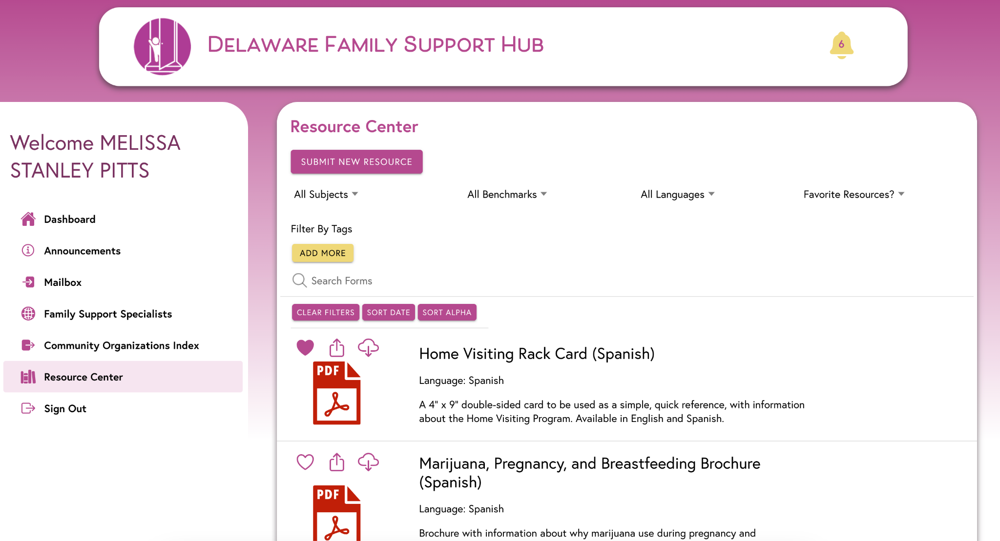 DELAWARE FAMILY SUPPORT HUB
6
Welcome MELISSA
STANLEY PITTS
Dashboard
Announcements
Mailbox
Family Support Specialists
Community Organizations Index
Resource Center
Sign Out
Resource Center
SUBMIT NEW RESOURCE
All Subjects
All Benchmarks
All Languages
Favorite Resources?
Filter By Tags
ADD MORE
Search Forms
CLEAR FILTERS
SORT DATE
SORT ALPHA
PDF
Home Visiting Rack Card (Spanish)
Language: Spanish
A 4" x 9" double-sided card to be used as a simple, quick reference, with information
about the Home Visiting Program. Available in English and Spanish.
PDF
Marijuana, Pregnancy, and Breastfeeding Brochure
(Spanish)
Language: Spanish
Brochure with information about why marijuana use during pregnancy and